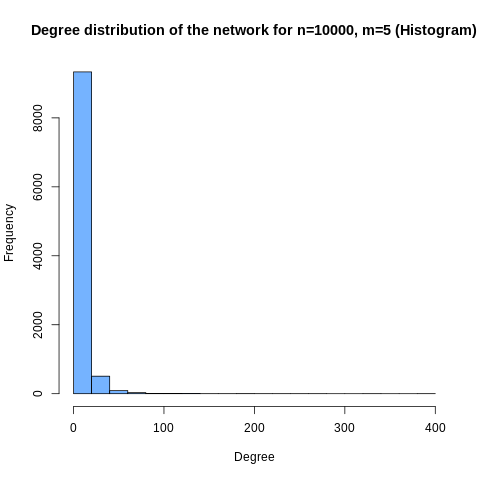 Degree distribution of the network for n=10000, m=5 (Histogram)
Frequency
8000
6000
4000
2000
0
0 100 200 300 400
Degree